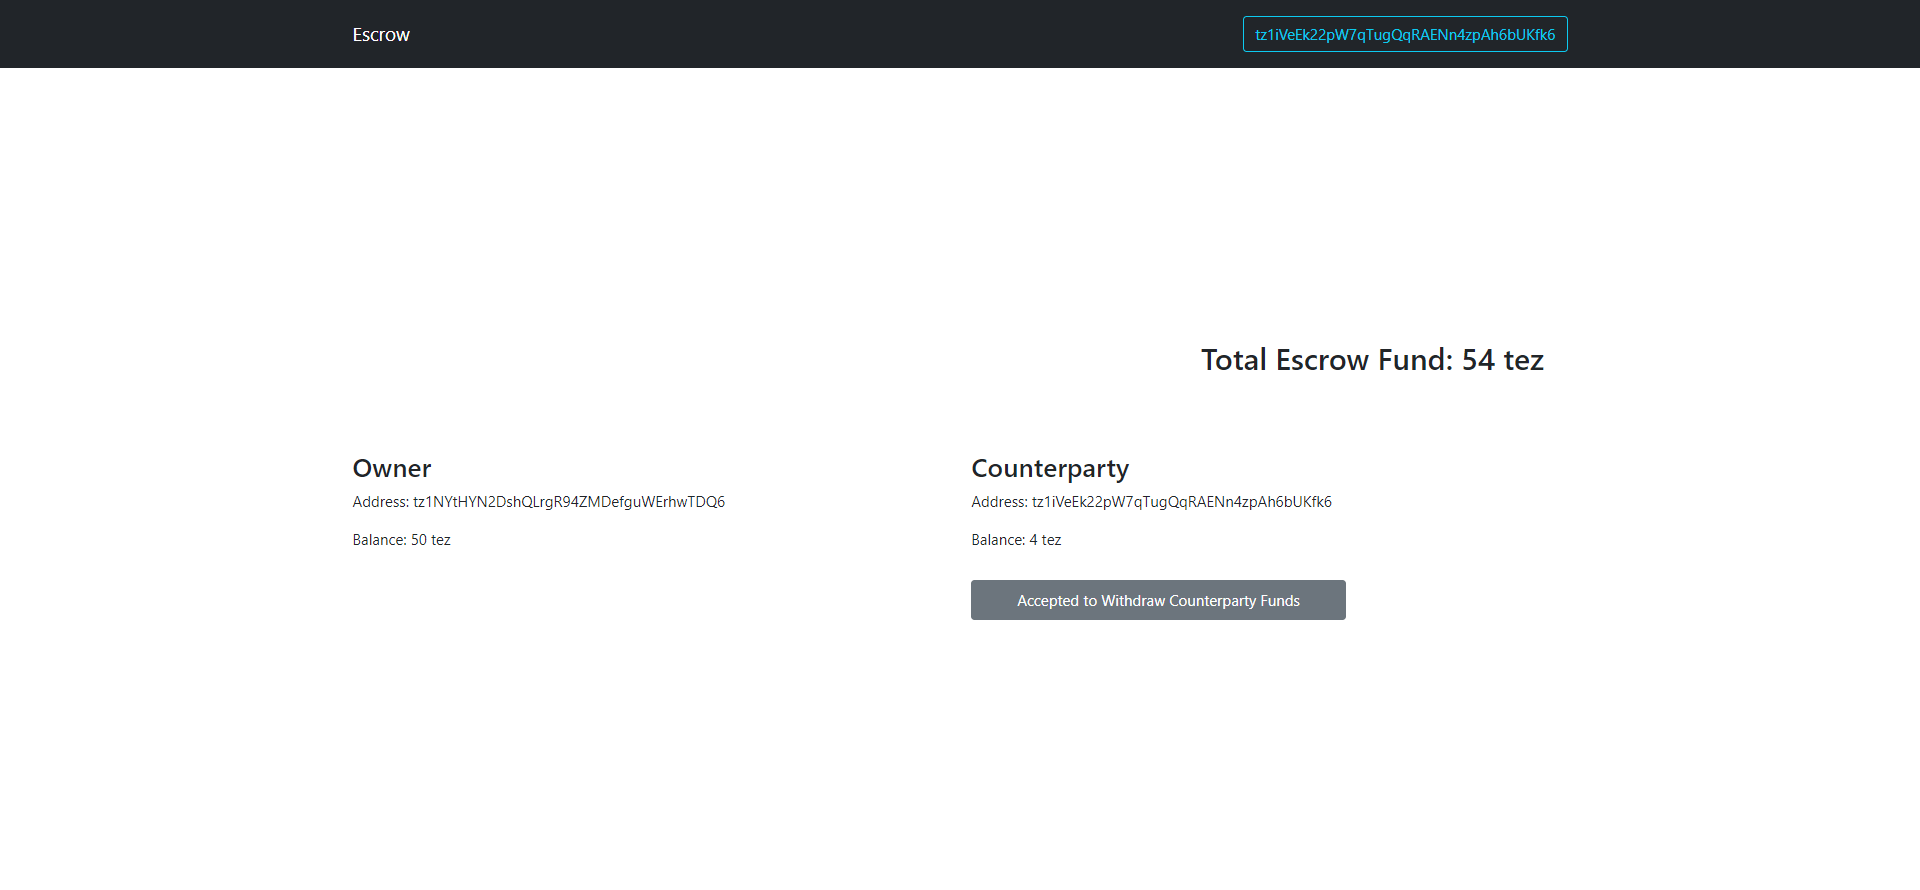 Escrow
tz1iVeEk22pW7qTugQqRAENn4zpAh6bUKfk6
Total Escrow Fund: 54 tez
Owner
Address: tz1NYtHYN2DshQLrgR94ZMDefguWErhwTDQ6
Balance: 50 tez
Counterparty
Address: tz1iVeEk22pW7qTugQqRAENn4zpAh6bUKfk6
Balance: 4 tez
Accepted to Withdraw Counterparty Funds